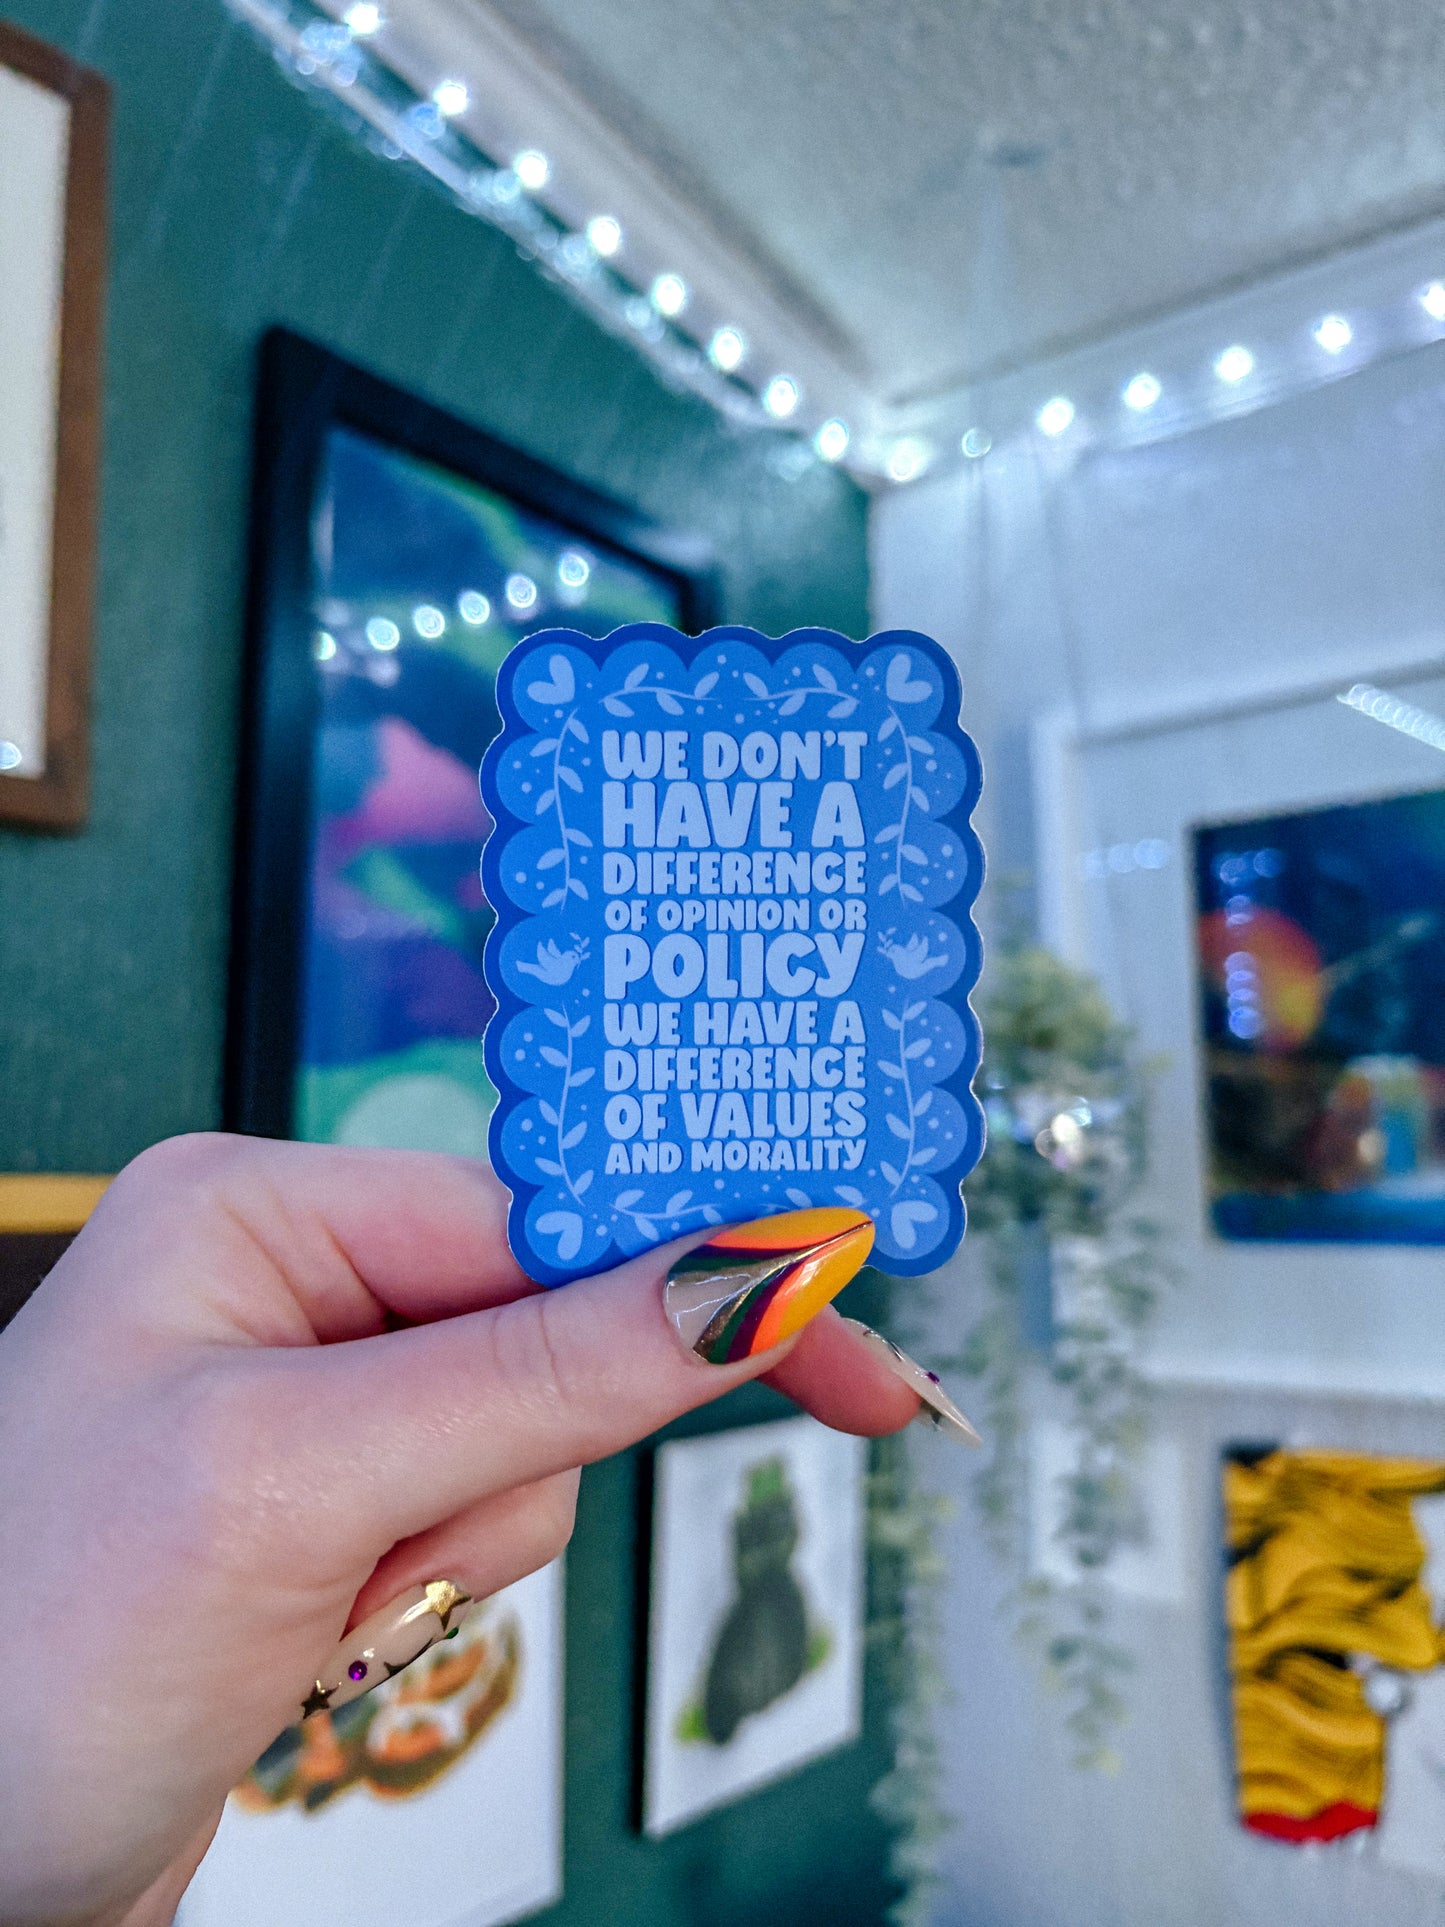 WE DON'T
HAVE A
DIFFERENCE
OF OPINION OR
POLICY
WE HAVE A
DIFFERENCE
OF VALUES
AND MORALITY